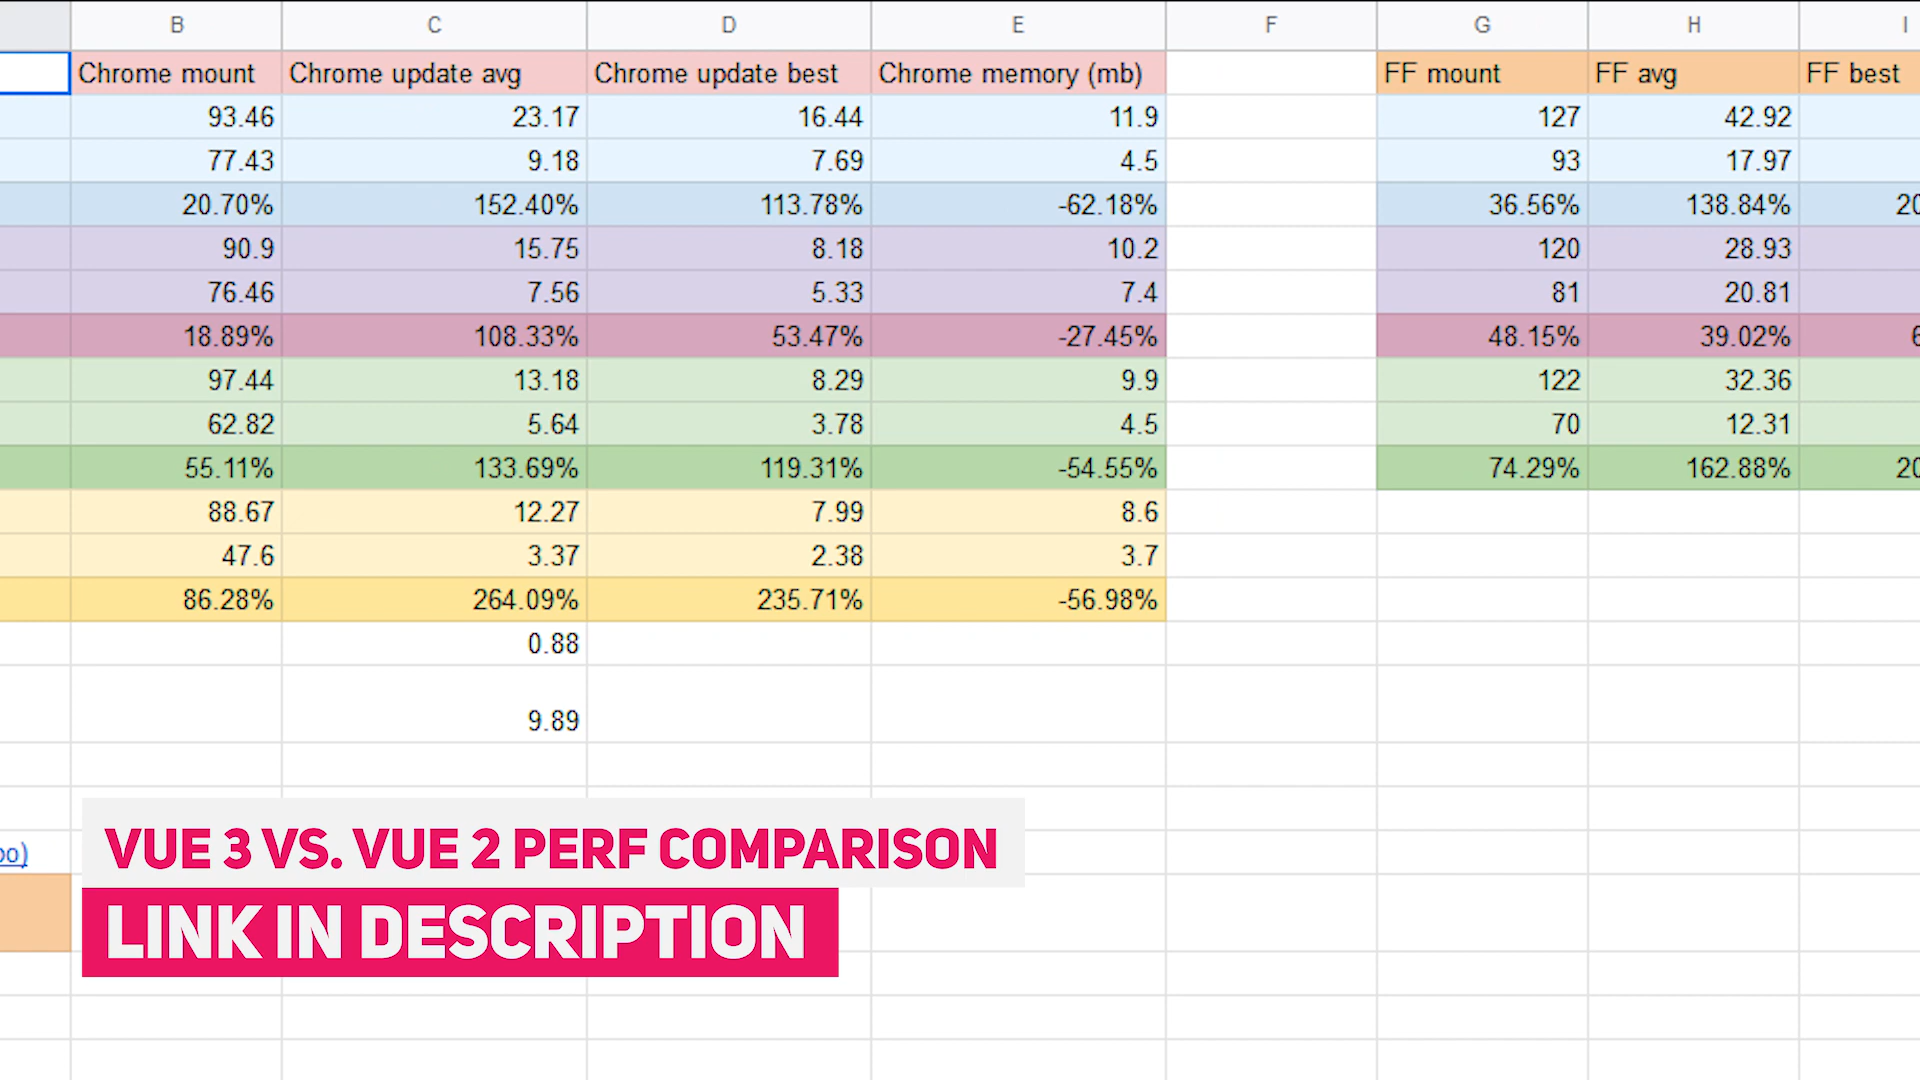 B C D E F G H I
Chrome mount Chrome update avg Chrome update best Chrome memory (mb) FF mount FF avg FF best
93.46 23.17 16.44 11.9 127 42.92
77.43 9.18 7.69 4.5 93 17.97
20.70% 152.40% 113.78% -62.18% 36.56% 138.84% 20
90.9 15.75 8.18 10.2 120 28.93
76.46 7.56 5.33 7.4 81 20.81
18.89% 108.33% 53.47% -27.45% 48.15% 39.02% 6
97.44 13.18 8.29 9.9 122 32.36
62.82 5.64 3.78 4.5 70 12.31
55.11% 133.69% 119.31% -54.55% 74.29% 162.88% 20
88.67 12.27 7.99 8.6
47.6 3.37 2.38 3.7
86.28% 264.09% 235.71% -56.98%
0.88
9.89
VUE 3 VS. VUE 2 PERF COMPARISON
LINK IN DESCRIPTION